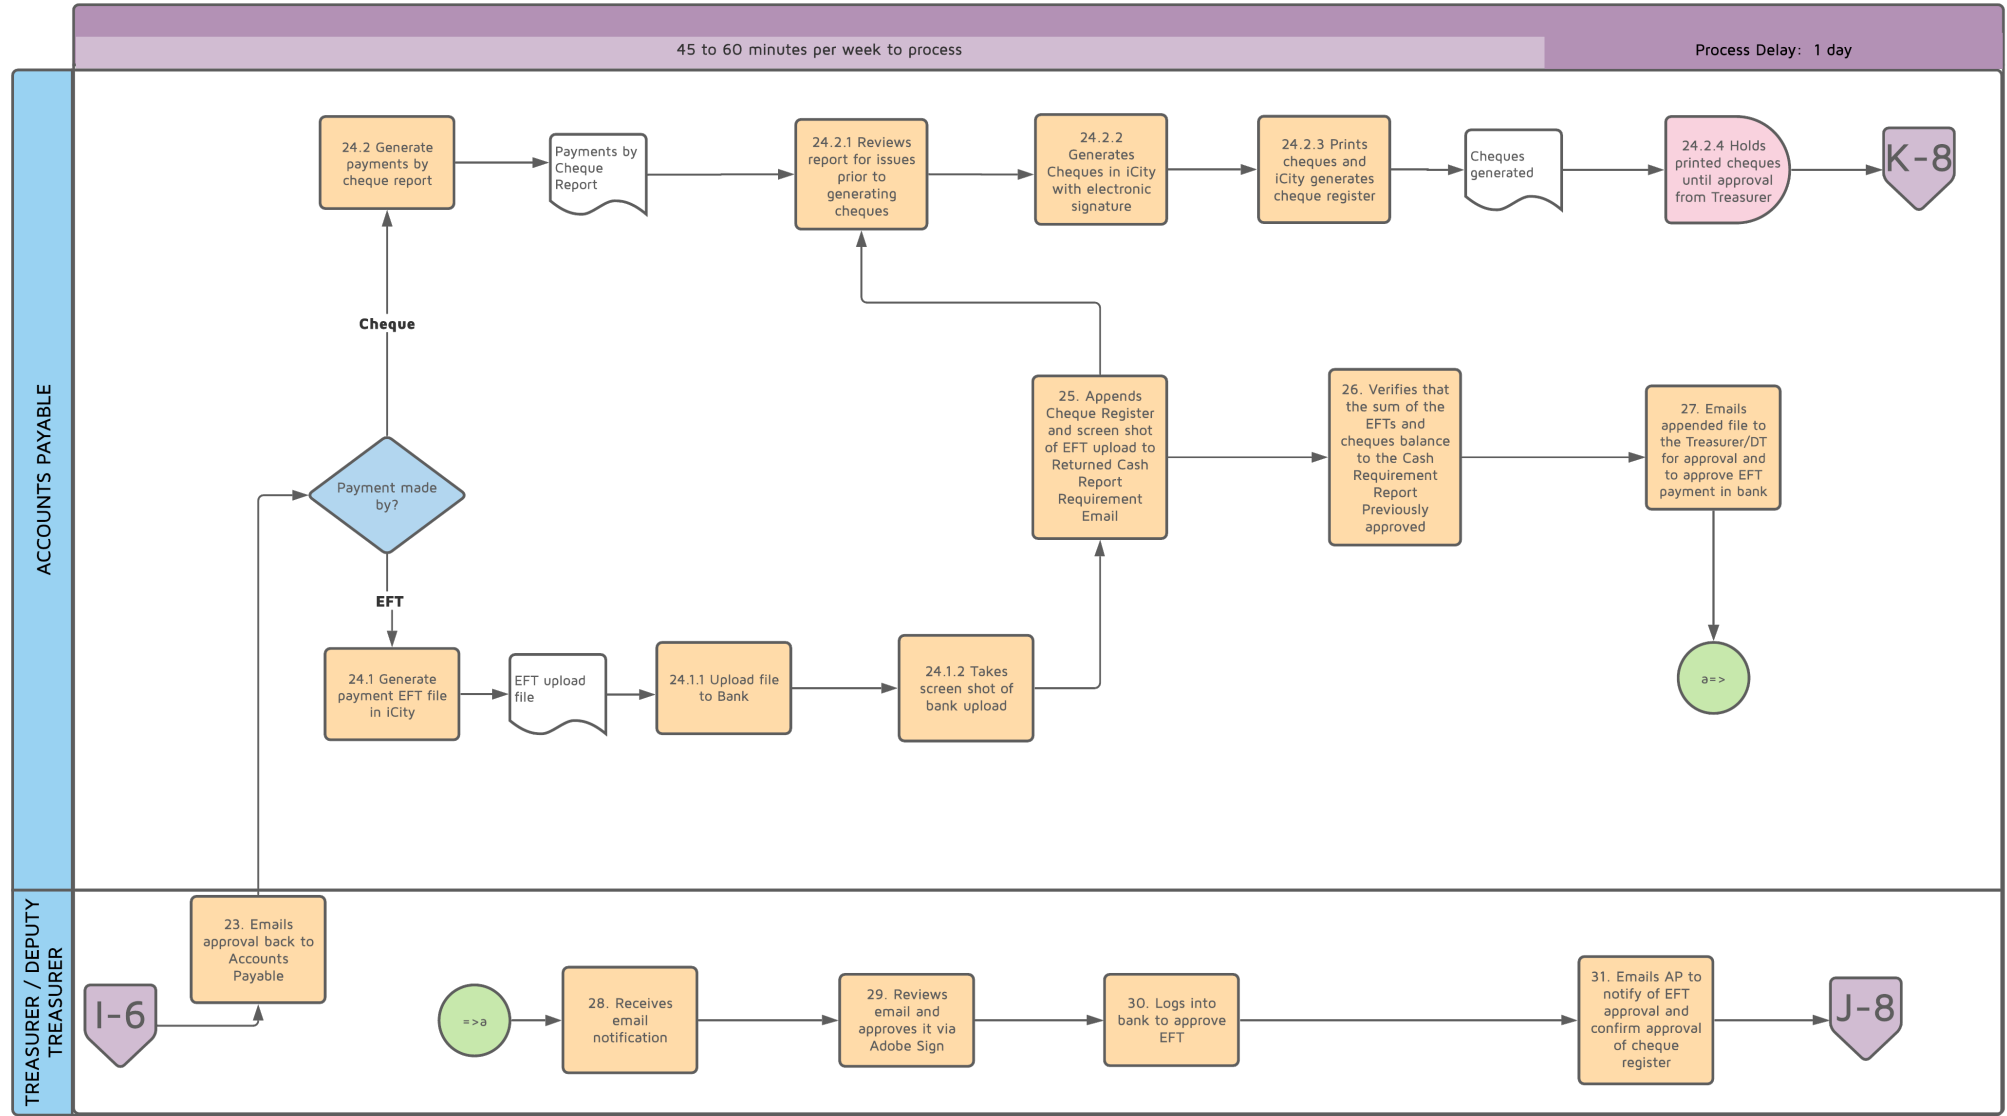 45 to 60 minutes per week to process
Process Delay: 1 day
ACCOUNTS PAYABLE
24.2 Generate
payments by
cheque report
Payments by
Cheque
Report
24.2.1 Reviews
report for issues
prior to
generating
cheques
24.2.2
Generates
Cheques in iCity
with electronic
signature
24.2.3 Prints
cheques and
iCity generates
cheque register
Cheques
generated
24.2.4 Holds
printed cheques
until approval
from Treasurer
K-8
Cheque
Payment made
by?
EFT
25. Appends
Cheque Register
and screen shot
of EFT upload to
Returned Cash
Report
Requirement
Email
26. Verifies that
the sum of the
EFTs and
cheques balance
to the Cash
Requirement
Report
Previously
approved
27. Emails
appended file to
the Treasurer/DT
for approval and
to approve EFT
payment in bank
24.1 Generate
payment EFT file
in iCity
EFT upload
file
24.1.1 Upload file
to Bank
24.1.2 Takes
screen shot of
bank upload
a=>
TREASURER / DEPUTY
TREASURER
I-6
23. Emails
approval back to
Accounts
Payable
=>a
28. Receives
email
notification
29. Reviews
email and
approves it via
Adobe Sign
30. Logs into
bank to approve
EFT
31. Emails AP to
notify of EFT
approval and
confirm approval
of cheque
register
J-8